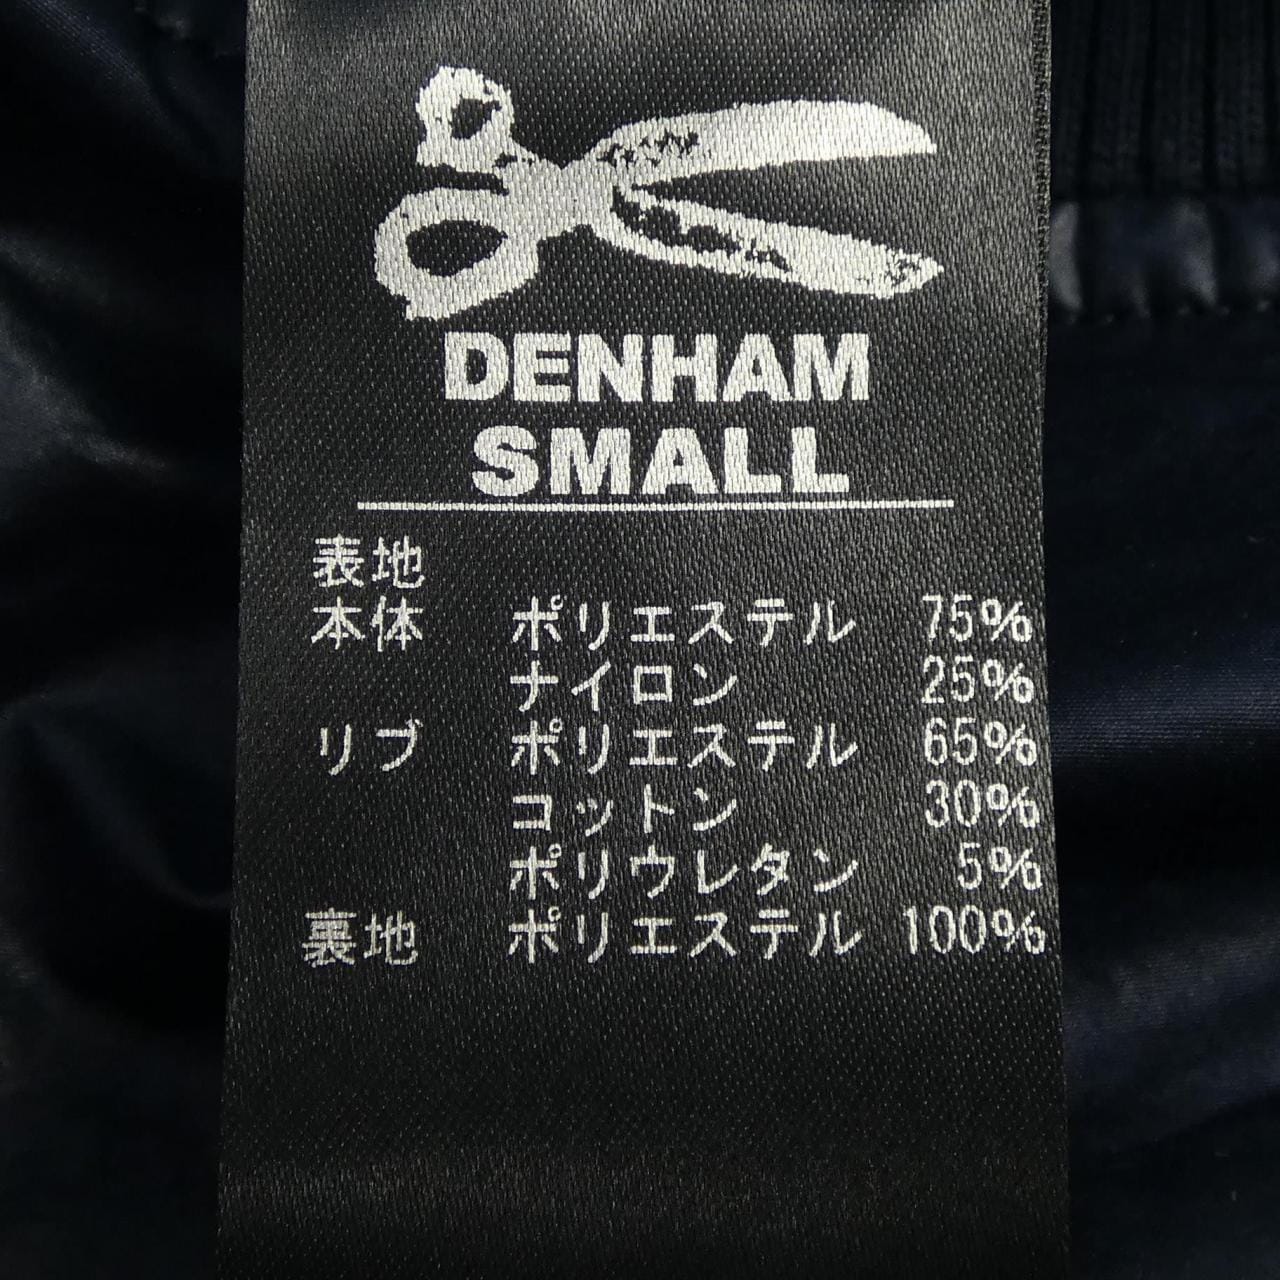 DENHAM
SMALL
表地
本体 ポリエステル 75%
ナイロン 25%
リブ ポリエステル 65%
コットン 30%
ポリウレタン 5%
裏地 ポリエステル 100%